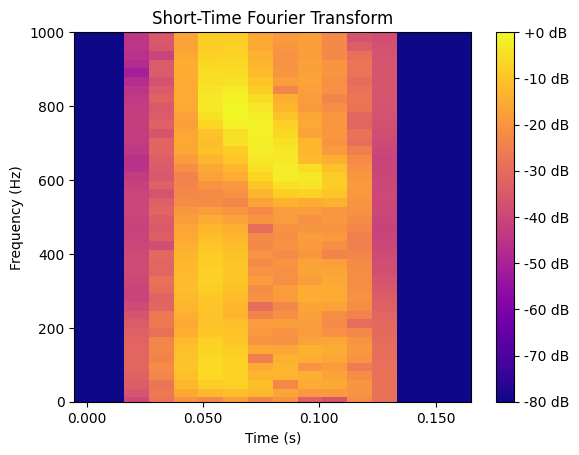 Short-Time Fourier Transform
1000
800
600
400
200
0
Frequency (Hz)
0.000
0.050
0.100
0.150
Time (s)
+0 dB
-10 dB
-20 dB
-30 dB
-40 dB
-50 dB
-60 dB
-70 dB
-80 dB